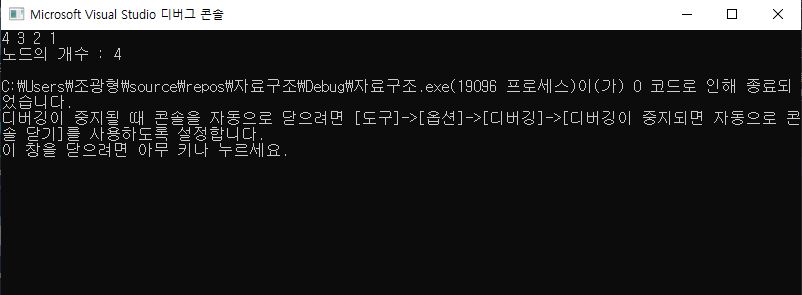 Microsoft Visual Studio 디버그 콘솔
4 3 2 1
노드의 개수 : 4
C:₩Users₩조광형₩source₩repos₩자료구조₩Debug₩자료구조.exe(19096 프로세스)이(가) 0 코드로 인해 종료되
었습니다.
디버깅이 중지될 때 콘솔을 자동으로 닫으려면 [도구]->[옵션]->[디버깅]->[디버깅이 중지되면 자동으로 콘
솔 닫기]를 사용하도록 설정합니다.
이 창을 닫으려면 아무 키나 누르세요.